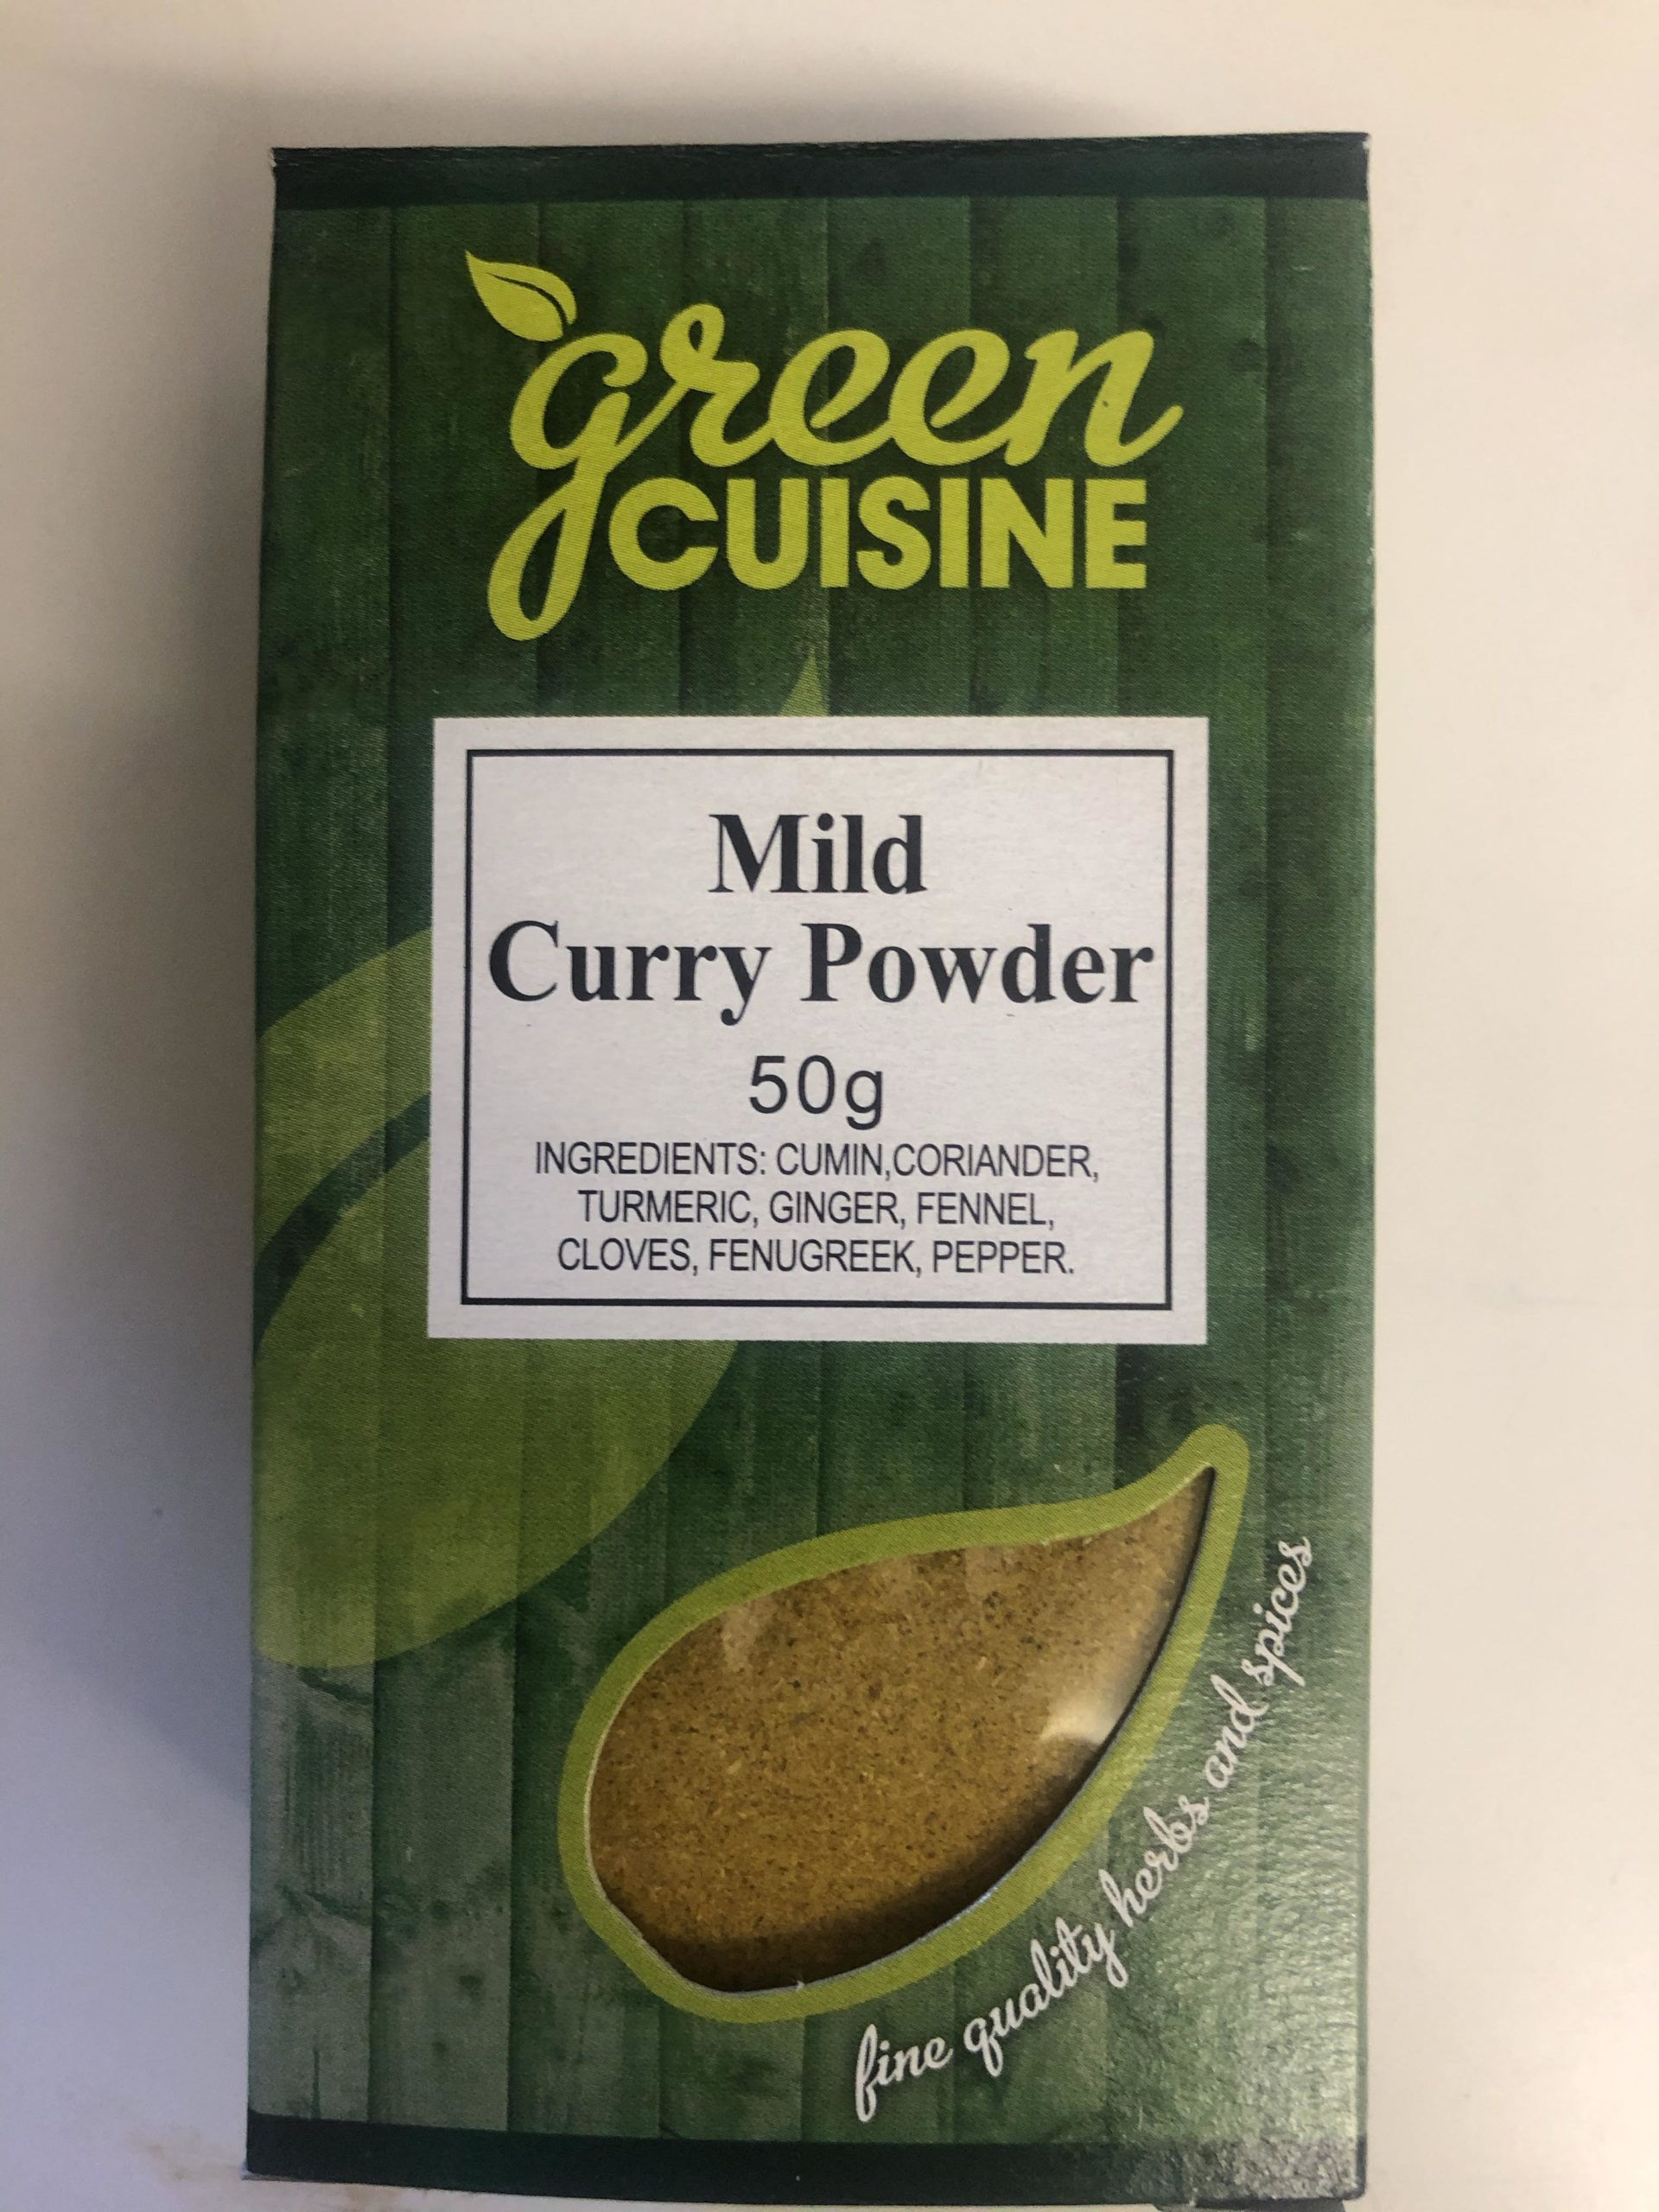 green
CUISINE
Mild
Curry Powder
50g
INGREDIENTS: CUMIN,CORIANDER,
TURMERIC, GINGER, FENNEL,
CLOVES, FENUGREEK, PEPPER.
fine quality herbs and spices